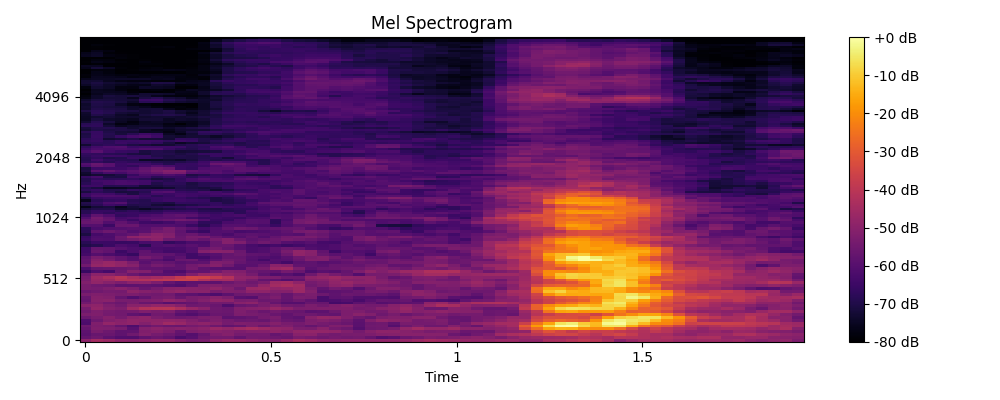 Mel Spectrogram
Hz
4096
2048
1024
512
0
0 0.5 1 1.5
Time
+0 dB
-10 dB
-20 dB
-30 dB
-40 dB
-50 dB
-60 dB
-70 dB
-80 dB